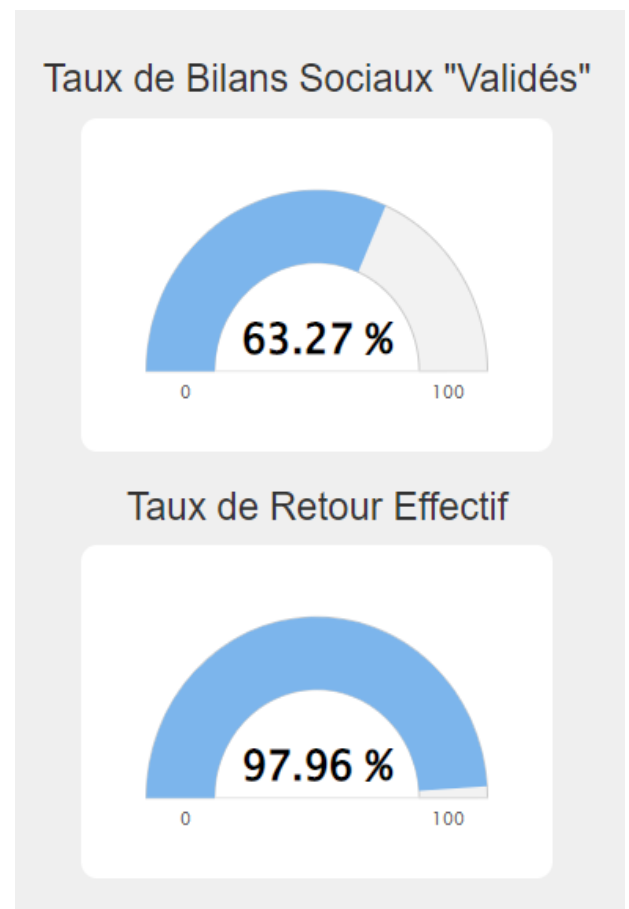 Taux de Bilans Sociaux "Validés"
63.27 %
0 100
Taux de Retour Effectif
97.96 %
0 100